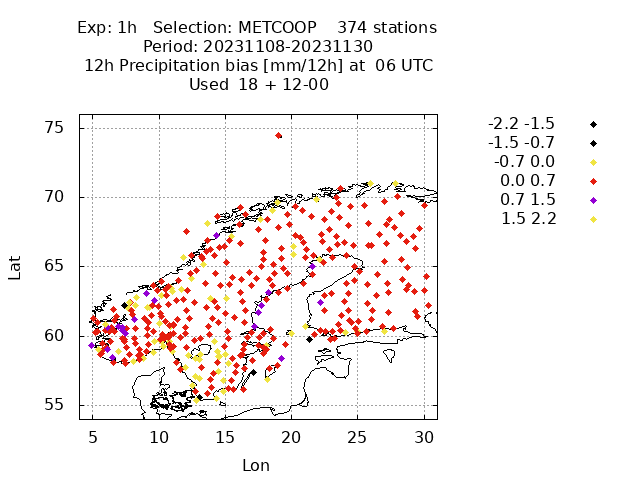 Exp: 1h Selection: METCOOP 374 stations
Period: 20231108-20231130
12h Precipitation bias [mm/12h] at 06 UTC
Used 18 + 12-00
-2.2 -1.5
-1.5 -0.7
-0.7 0.0
0.0 0.7
0.7 1.5
1.5 2.2
75
70
65
60
55
Lat
5 10 15 20 25 30
Lon